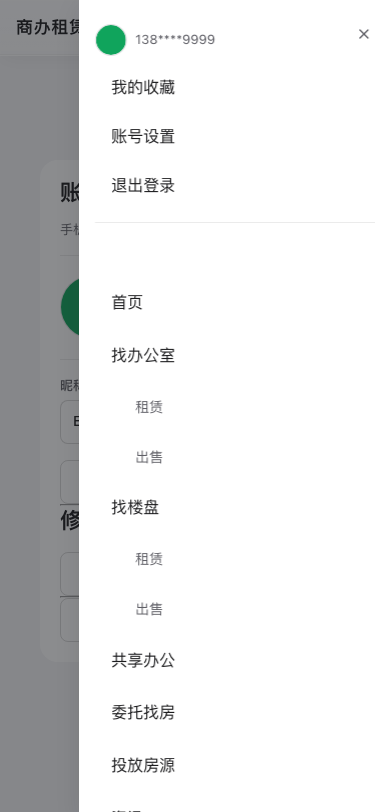 商办租赁
138****9999
×
我的收藏
账号设置
退出登录
账
手机
昵称
修
首页
找办公室
租赁
出售
找楼盘
租赁
出售
共享办公
委托找房
投放房源